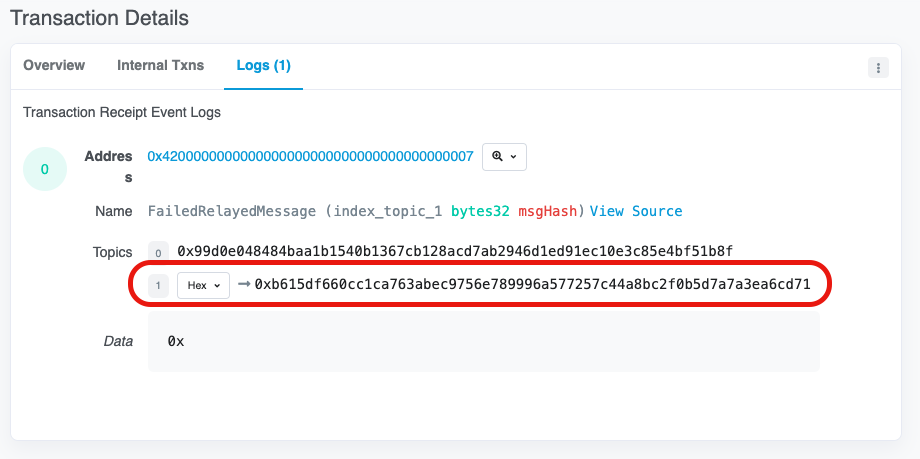 Transaction Details
Overview Internal Txns Logs (1)
Transaction Receipt Event Logs
0 Addres
s 0x4200000000000000000000000000000000000007
Name FailedRelayedMessage (index_topic_1 bytes32 msgHash) View Source
Topics 0 0x99d0e048484baa1b1540b1367cb128acd7ab2946d1ed91ec10e3c85e4bf51b8f
1 Hex → 0xb615df660cc1ca763abec9756e789996a577257c44a8bc2f0b5d7a7a3ea6cd71
Data 0x